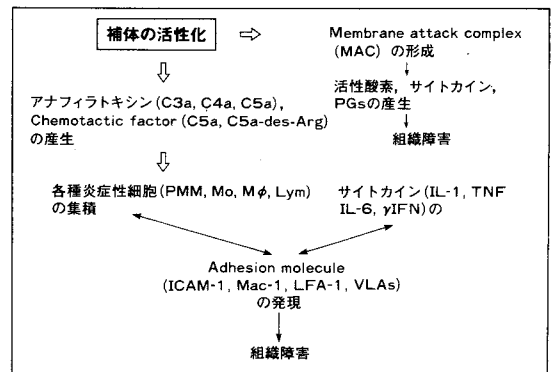 補体の活性化
Membrane attack complex
(MAC) の形成
アナフィラトキシン(C3a, C4a, C5a),
Chemotactic factor (C5a, C5a-des-Arg)
の産生
活性酸素, サイトカイン,
PGsの産生
組織障害
各種炎症性細胞(PMM, Mo, Mφ, Lym)
の集積
サイトカイン(IL-1, TNF
IL-6, γIFN)の
Adhesion molecule
(ICAM-1, Mac-1, LFA-1, VLAs)
の発現
組織障害